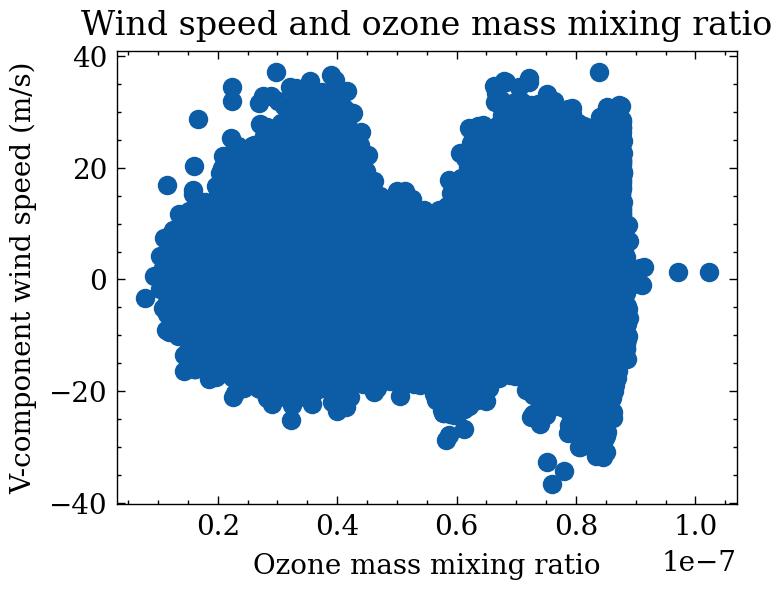 Wind speed and ozone mass mixing ratio
V-component wind speed (m/s)
40
20
0
−20
−40
0.2 0.4 0.6 0.8 1.0
1e−7
Ozone mass mixing ratio